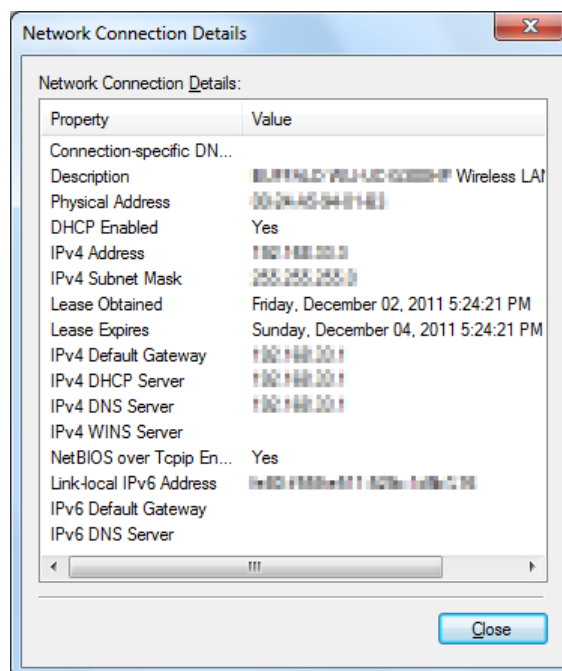 Network Connection Details
Network Connection Details:
Property Value
Connection-specific DN...
Description Wireless LAN
Physical Address
DHCP Enabled Yes
IPv4 Address
IPv4 Subnet Mask
Lease Obtained Friday, December 02, 2011 5:24:21 PM
Lease Expires Sunday, December 04, 2011 5:24:21 PM
IPv4 Default Gateway
IPv4 DHCP Server
IPv4 DNS Server
IPv4 WINS Server
NetBIOS over Tcpip En... Yes
Link-local IPv6 Address
IPv6 Default Gateway
IPv6 DNS Server
Close